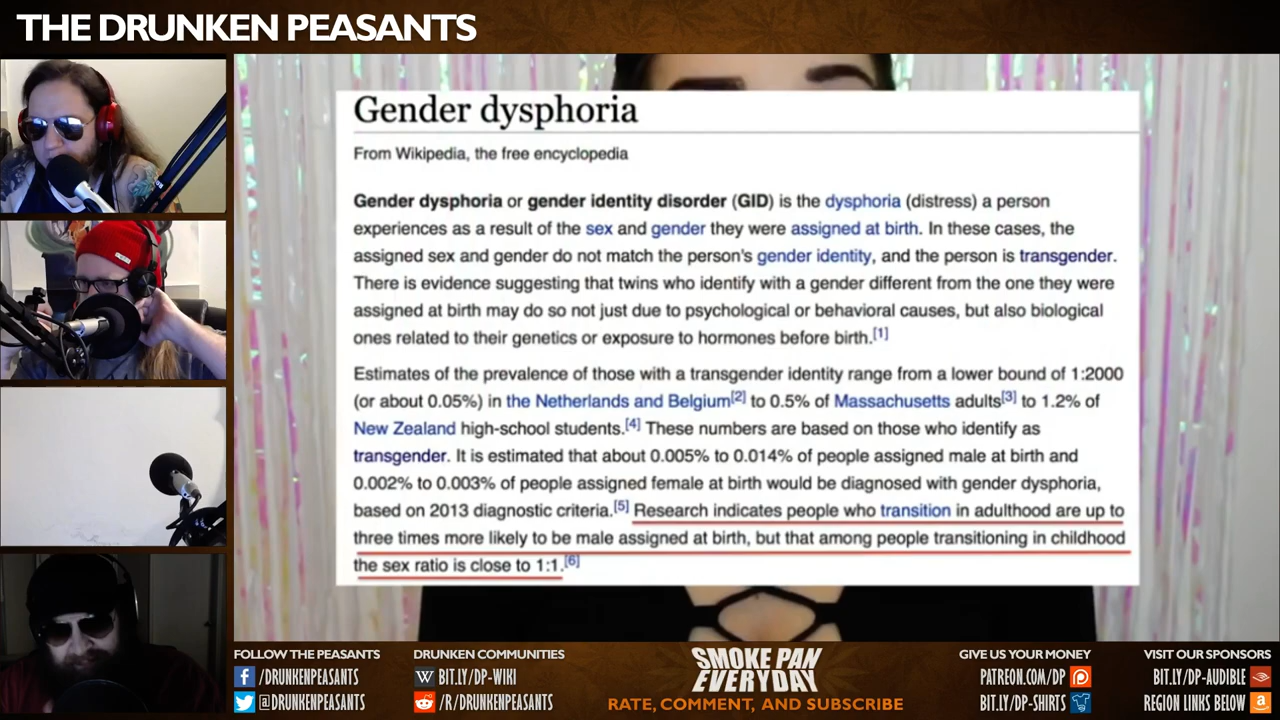 THE DRUNKEN PEASANTS
Gender dysphoria
From Wikipedia, the free encyclopedia
Gender dysphoria or gender identity disorder (GID) is the dysphoria (distress) a person
experiences as a result of the sex and gender they were assigned at birth. In these cases, the
assigned sex and gender do not match the person's gender identity, and the person is transgender.
There is evidence suggesting that twins who identify with a gender different from the one they were
assigned at birth may do so not just due to psychological or behavioral causes, but also biological
ones related to their genetics or exposure to hormones before birth.[1]
Estimates of the prevalence of those with a transgender identity range from a lower bound of 1:2000
(or about 0.05%) in the Netherlands and Belgium[2] to 0.5% of Massachusetts adults[3] to 1.2% of
New Zealand high-school students.[4] These numbers are based on those who identify as
transgender. It is estimated that about 0.005% to 0.014% of people assigned male at birth and
0.002% to 0.003% of people assigned female at birth would be diagnosed with gender dysphoria,
based on 2013 diagnostic criteria.[5] Research indicates people who transition in adulthood are up to
three times more likely to be male assigned at birth, but that among people transitioning in childhood
the sex ratio is close to 1:1.[6]
FOLLOW THE PEASANTS
f /DRUNKENPEASANTS
@DRUNKENPEASANTS
DRUNKEN COMMUNITIES
W BIT.LY/DP-WIKI
/R/DRUNKENPEASANTS
SMOKE PAN
EVERYDAY
RATE, COMMENT, AND SUBSCRIBE
GIVE US YOUR MONEY
PATREON.COM/DP
BIT.LY/DP-SHIRTS
VISIT OUR SPONSORS
BIT.LY/DP-AUDIBLE
REGION LINKS BELOW a